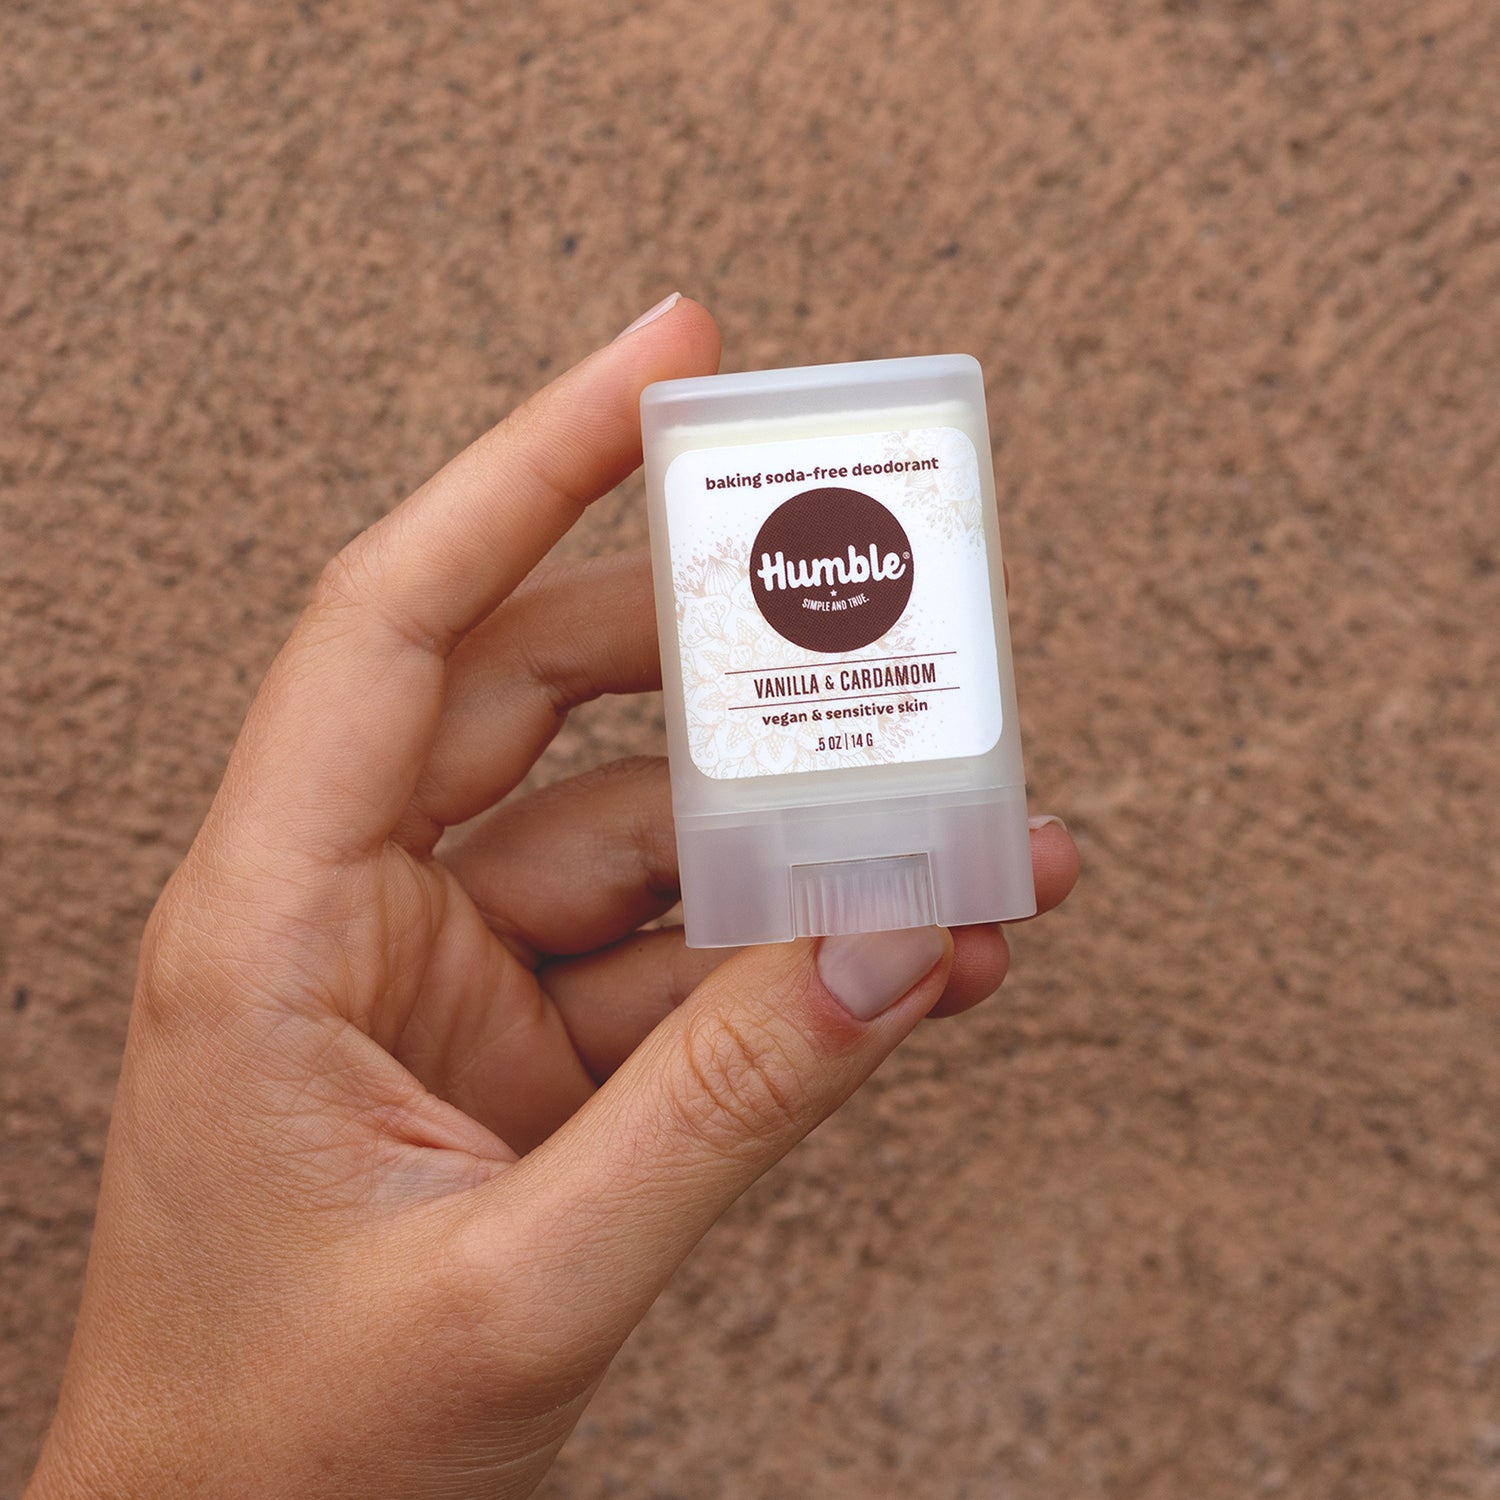 baking soda-free deodorant
Humble®
SIMPLE AND TRUE.
VANILLA & CARDAMOM
vegan & sensitive skin
.5 OZ | 14 G